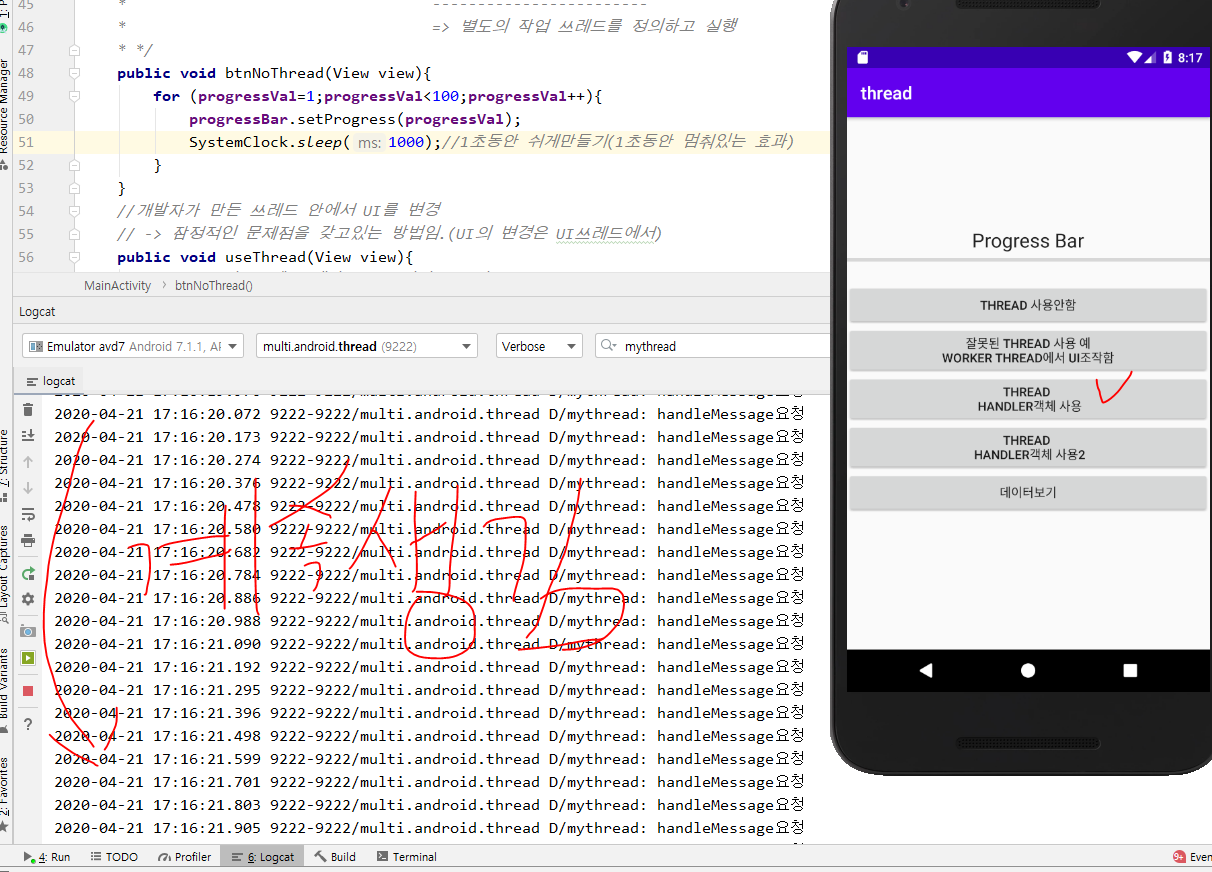 45 * ------------------------
46 * => 별도의 작업 쓰레드를 정의하고 실행
47 * */
48 public void btnNoThread(View view){
49 for (progressVal=1;progressVal<100;progressVal++){
50 progressBar.setProgress(progressVal);
51 SystemClock.sleep( ms: 1000);//1초동안 쉬게만들기(1초동안 멈춰있는 효과)
52 }
53 }
54 //개발자가 만든 쓰레드 안에서 UI를 변경
55 // -> 잠정적인 문제점을 갖고있는 방법임.(UI의 변경은 UI쓰레드에서)
56 public void useThread(View view){
MainActivity > btnNoThread()
Logcat
Emulator avd7 Android 7.1.1, AF multi.android.thread (9222) Verbose mythread
logcat
2020-04-21 17:16:20.072 9222-9222/multi.android.thread D/mythread: handleMessage요청
2020-04-21 17:16:20.173 9222-9222/multi.android.thread D/mythread: handleMessage요청
2020-04-21 17:16:20.274 9222-9222/multi.android.thread D/mythread: handleMessage요청
2020-04-21 17:16:20.376 9222-9222/multi.android.thread D/mythread: handleMessage요청
2020-04-21 17:16:20.478 9222-9222/multi.android.thread D/mythread: handleMessage요청
2020-04-21 17:16:20.580 9222-9222/multi.android.thread D/mythread: handleMessage요청
2020-04-21 17:16:20.682 9222-9222/multi.android.thread D/mythread: handleMessage요청
2020-04-21 17:16:20.784 9222-9222/multi.android.thread D/mythread: handleMessage요청
2020-04-21 17:16:20.886 9222-9222/multi.android.thread D/mythread: handleMessage요청
2020-04-21 17:16:20.988 9222-9222/multi.android.thread D/mythread: handleMessage요청
2020-04-21 17:16:21.090 9222-9222/multi.android.thread D/mythread: handleMessage요청
2020-04-21 17:16:21.192 9222-9222/multi.android.thread D/mythread: handleMessage요청
2020-04-21 17:16:21.295 9222-9222/multi.android.thread D/mythread: handleMessage요청
2020-04-21 17:16:21.396 9222-9222/multi.android.thread D/mythread: handleMessage요청
2020-04-21 17:16:21.498 9222-9222/multi.android.thread D/mythread: handleMessage요청
2020-04-21 17:16:21.599 9222-9222/multi.android.thread D/mythread: handleMessage요청
2020-04-21 17:16:21.701 9222-9222/multi.android.thread D/mythread: handleMessage요청
2020-04-21 17:16:21.803 9222-9222/multi.android.thread D/mythread: handleMessage요청
2020-04-21 17:16:21.905 9222-9222/multi.android.thread D/mythread: handleMessage요청
계속생김
4: Run TODO Profiler 6: Logcat Build Terminal 9+ Even
Resource Manager
Z: Structure
Layout Captures
Build Variants
2: Favorites
8:17
thread
Progress Bar
THREAD 사용안함
잘못된 THREAD 사용 예
WORKER THREAD에서 UI조작함
THREAD
HANDLER객체 사용
THREAD
HANDLER객체 사용2
데이터보기